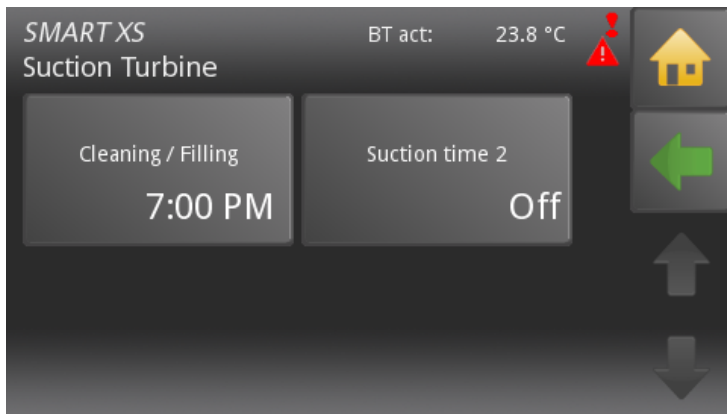 SMART XS
BT act: 23.8 °C
Suction Turbine
Cleaning / Filling
7:00 PM
Suction time 2
Off